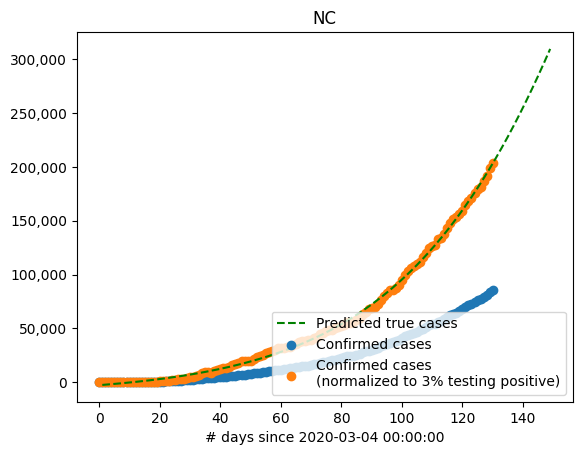 NC
300,000
250,000
200,000
150,000
100,000
50,000
0
Predicted true cases
Confirmed cases
Confirmed cases
(normalized to 3% testing positive)
0 20 40 60 80 100 120 140
# days since 2020-03-04 00:00:00